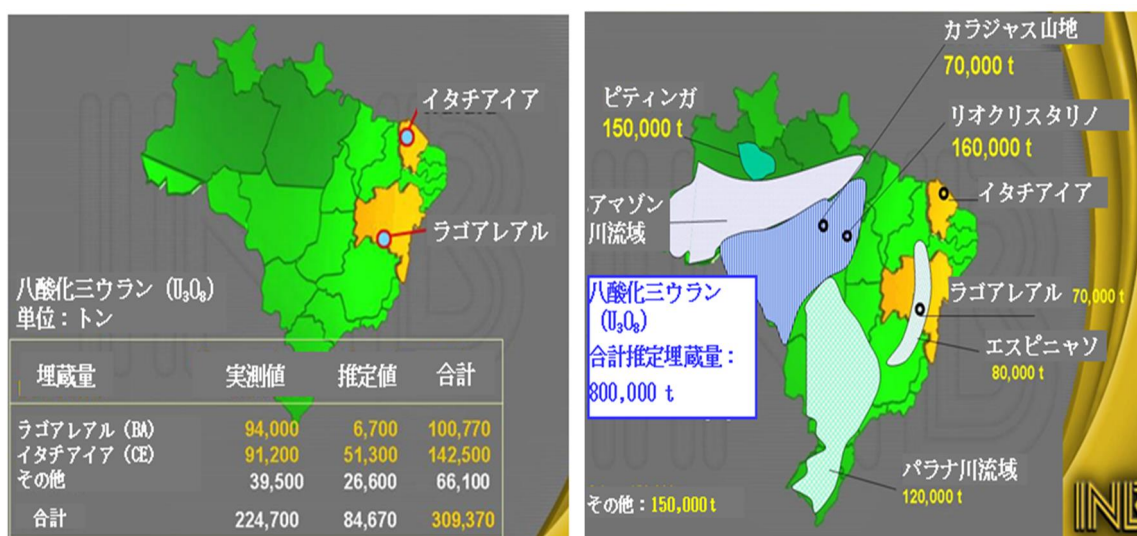 イタチアイア
ラゴアレアル
八酸化三ウラン (U₃O₈)
単位：トン
埋蔵量 実測値 推定値 合計
ラゴアレアル (BA) 94,000 6,700 100,770
イタチアイア (CE) 91,200 51,300 142,500
その他 39,500 26,600 66,100
合計 224,700 84,670 309,370
カラジャス山地
70,000 t
ピティンガ
150,000 t
リオクリスタリノ
160,000 t
アマゾン
川流域
イタチアイア
八酸化三ウラン
(U₃O₈)
合計推定埋蔵量：
800,000 t
ラゴアレアル 70,000 t
エスピニャソ
80,000 t
パラナ川流域
120,000 t
その他：150,000 t
INB